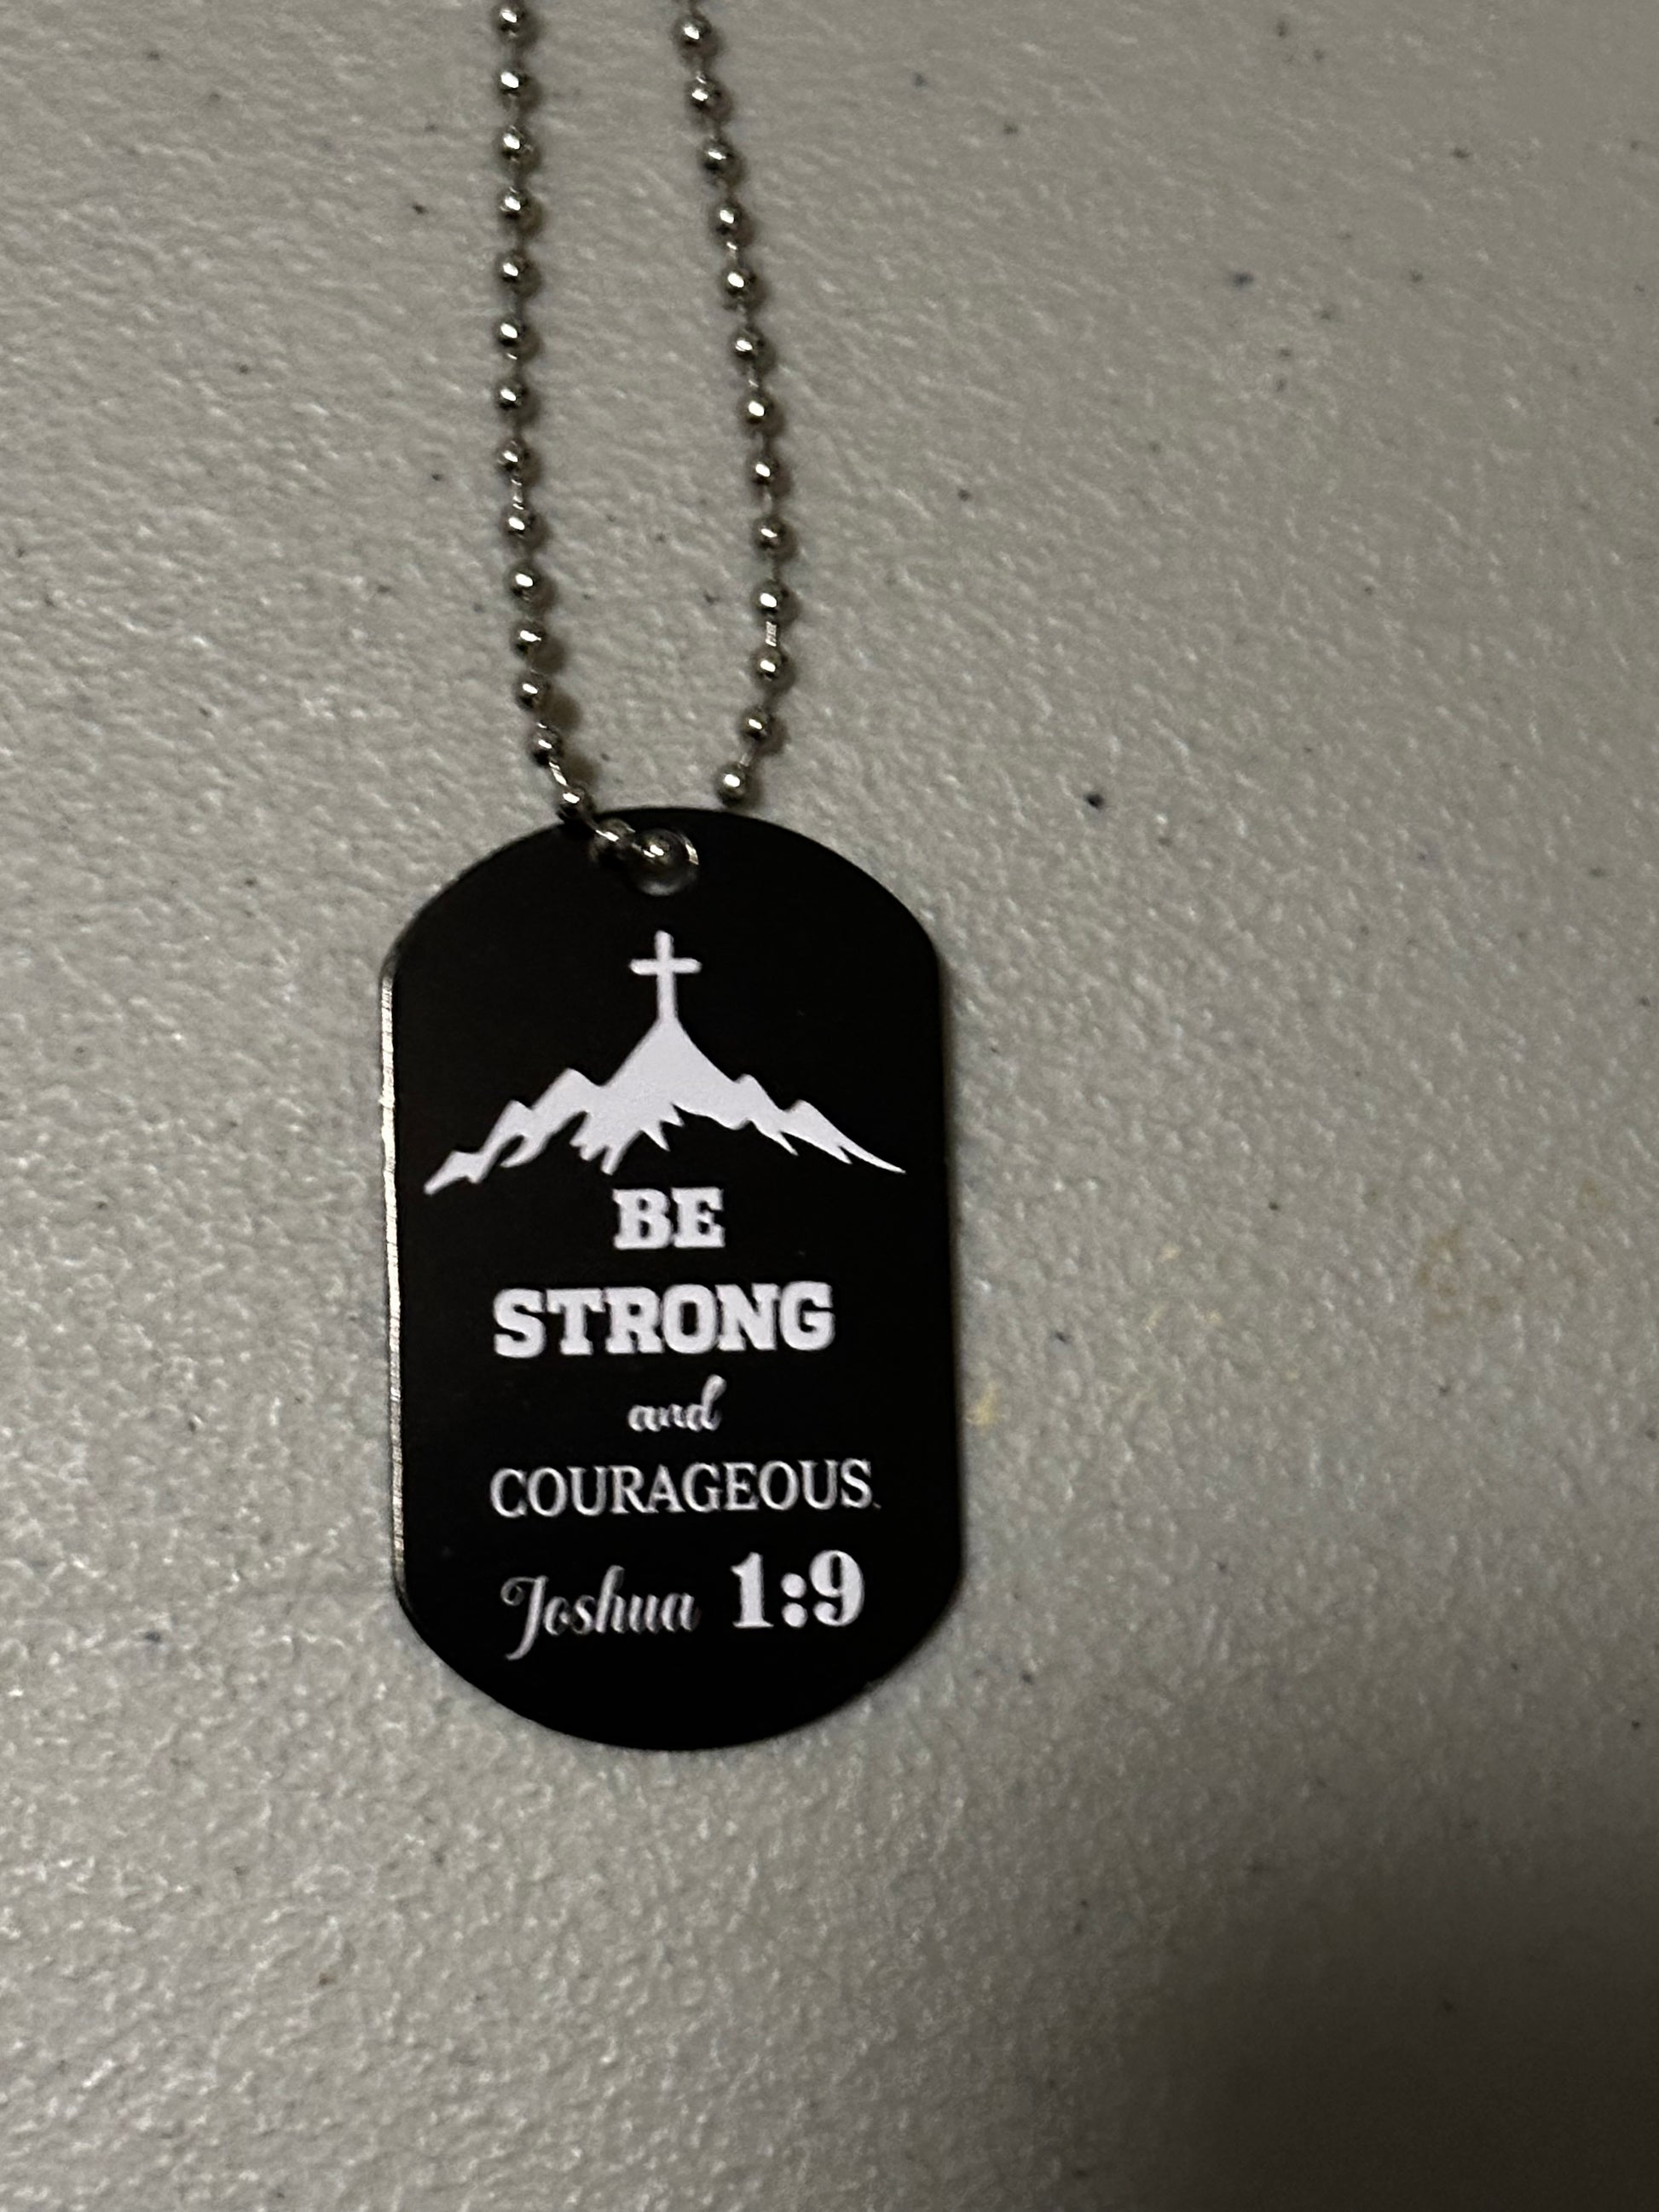 BE
STRONG
and
COURAGEOUS.
Joshua 1:9